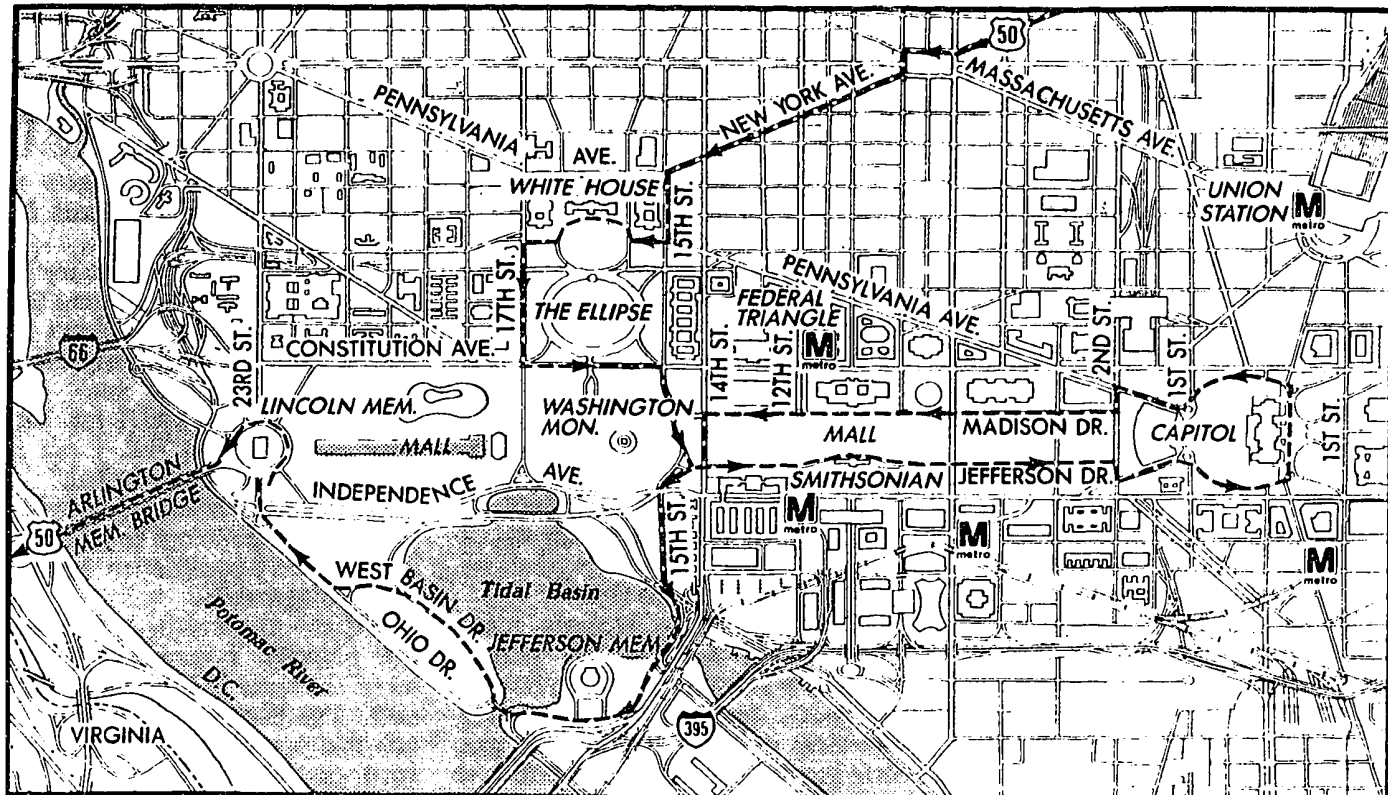 50
MASSACHUSETTS AVE.
NEW YORK AVE.
PENNSYLVANIA
AVE.
WHITE HOUSE
15TH ST.
UNION
STATION
M
metro
17TH ST.
THE ELLIPSE
PENNSYLVANIA AVE.
FEDERAL
TRIANGLE
M
metro
66
CONSTITUTION AVE.
23RD ST.
14TH ST.
12TH ST.
2ND ST.
1ST ST.
LINCOLN MEM.
MALL
WASHINGTON
MON.
MALL
MADISON DR.
CAPITOL
1ST ST.
ARLINGTON
MEM. BRIDGE
50
INDEPENDENCE
AVE.
SMITHSONIAN
JEFFERSON DR.
M
metro
M
metro
M
metro
15TH ST.
WEST BASIN DR.
Tidal Basin
OHIO DR.
JEFFERSON MEM.
Potomac River
D.C.
VIRGINIA
395